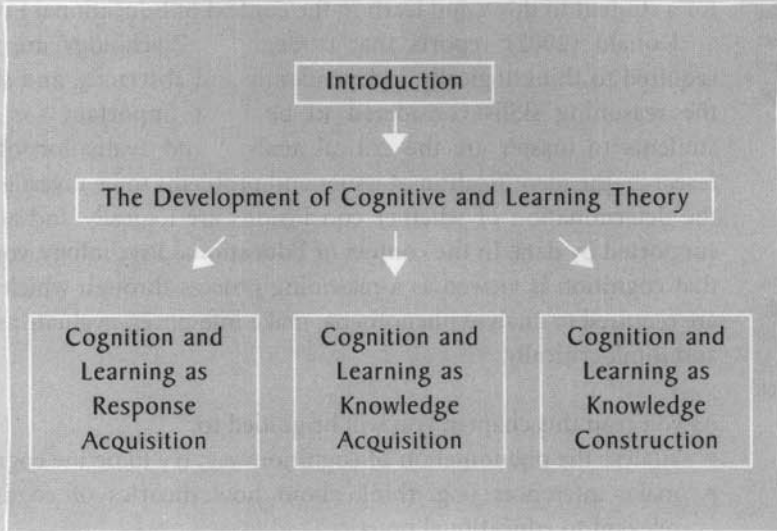 Introduction
The Development of Cognitive and Learning Theory
Cognition and
Learning as
Response
Acquisition
Cognition and
Learning as
Knowledge
Acquisition
Cognition and
Learning as
Knowledge
Construction